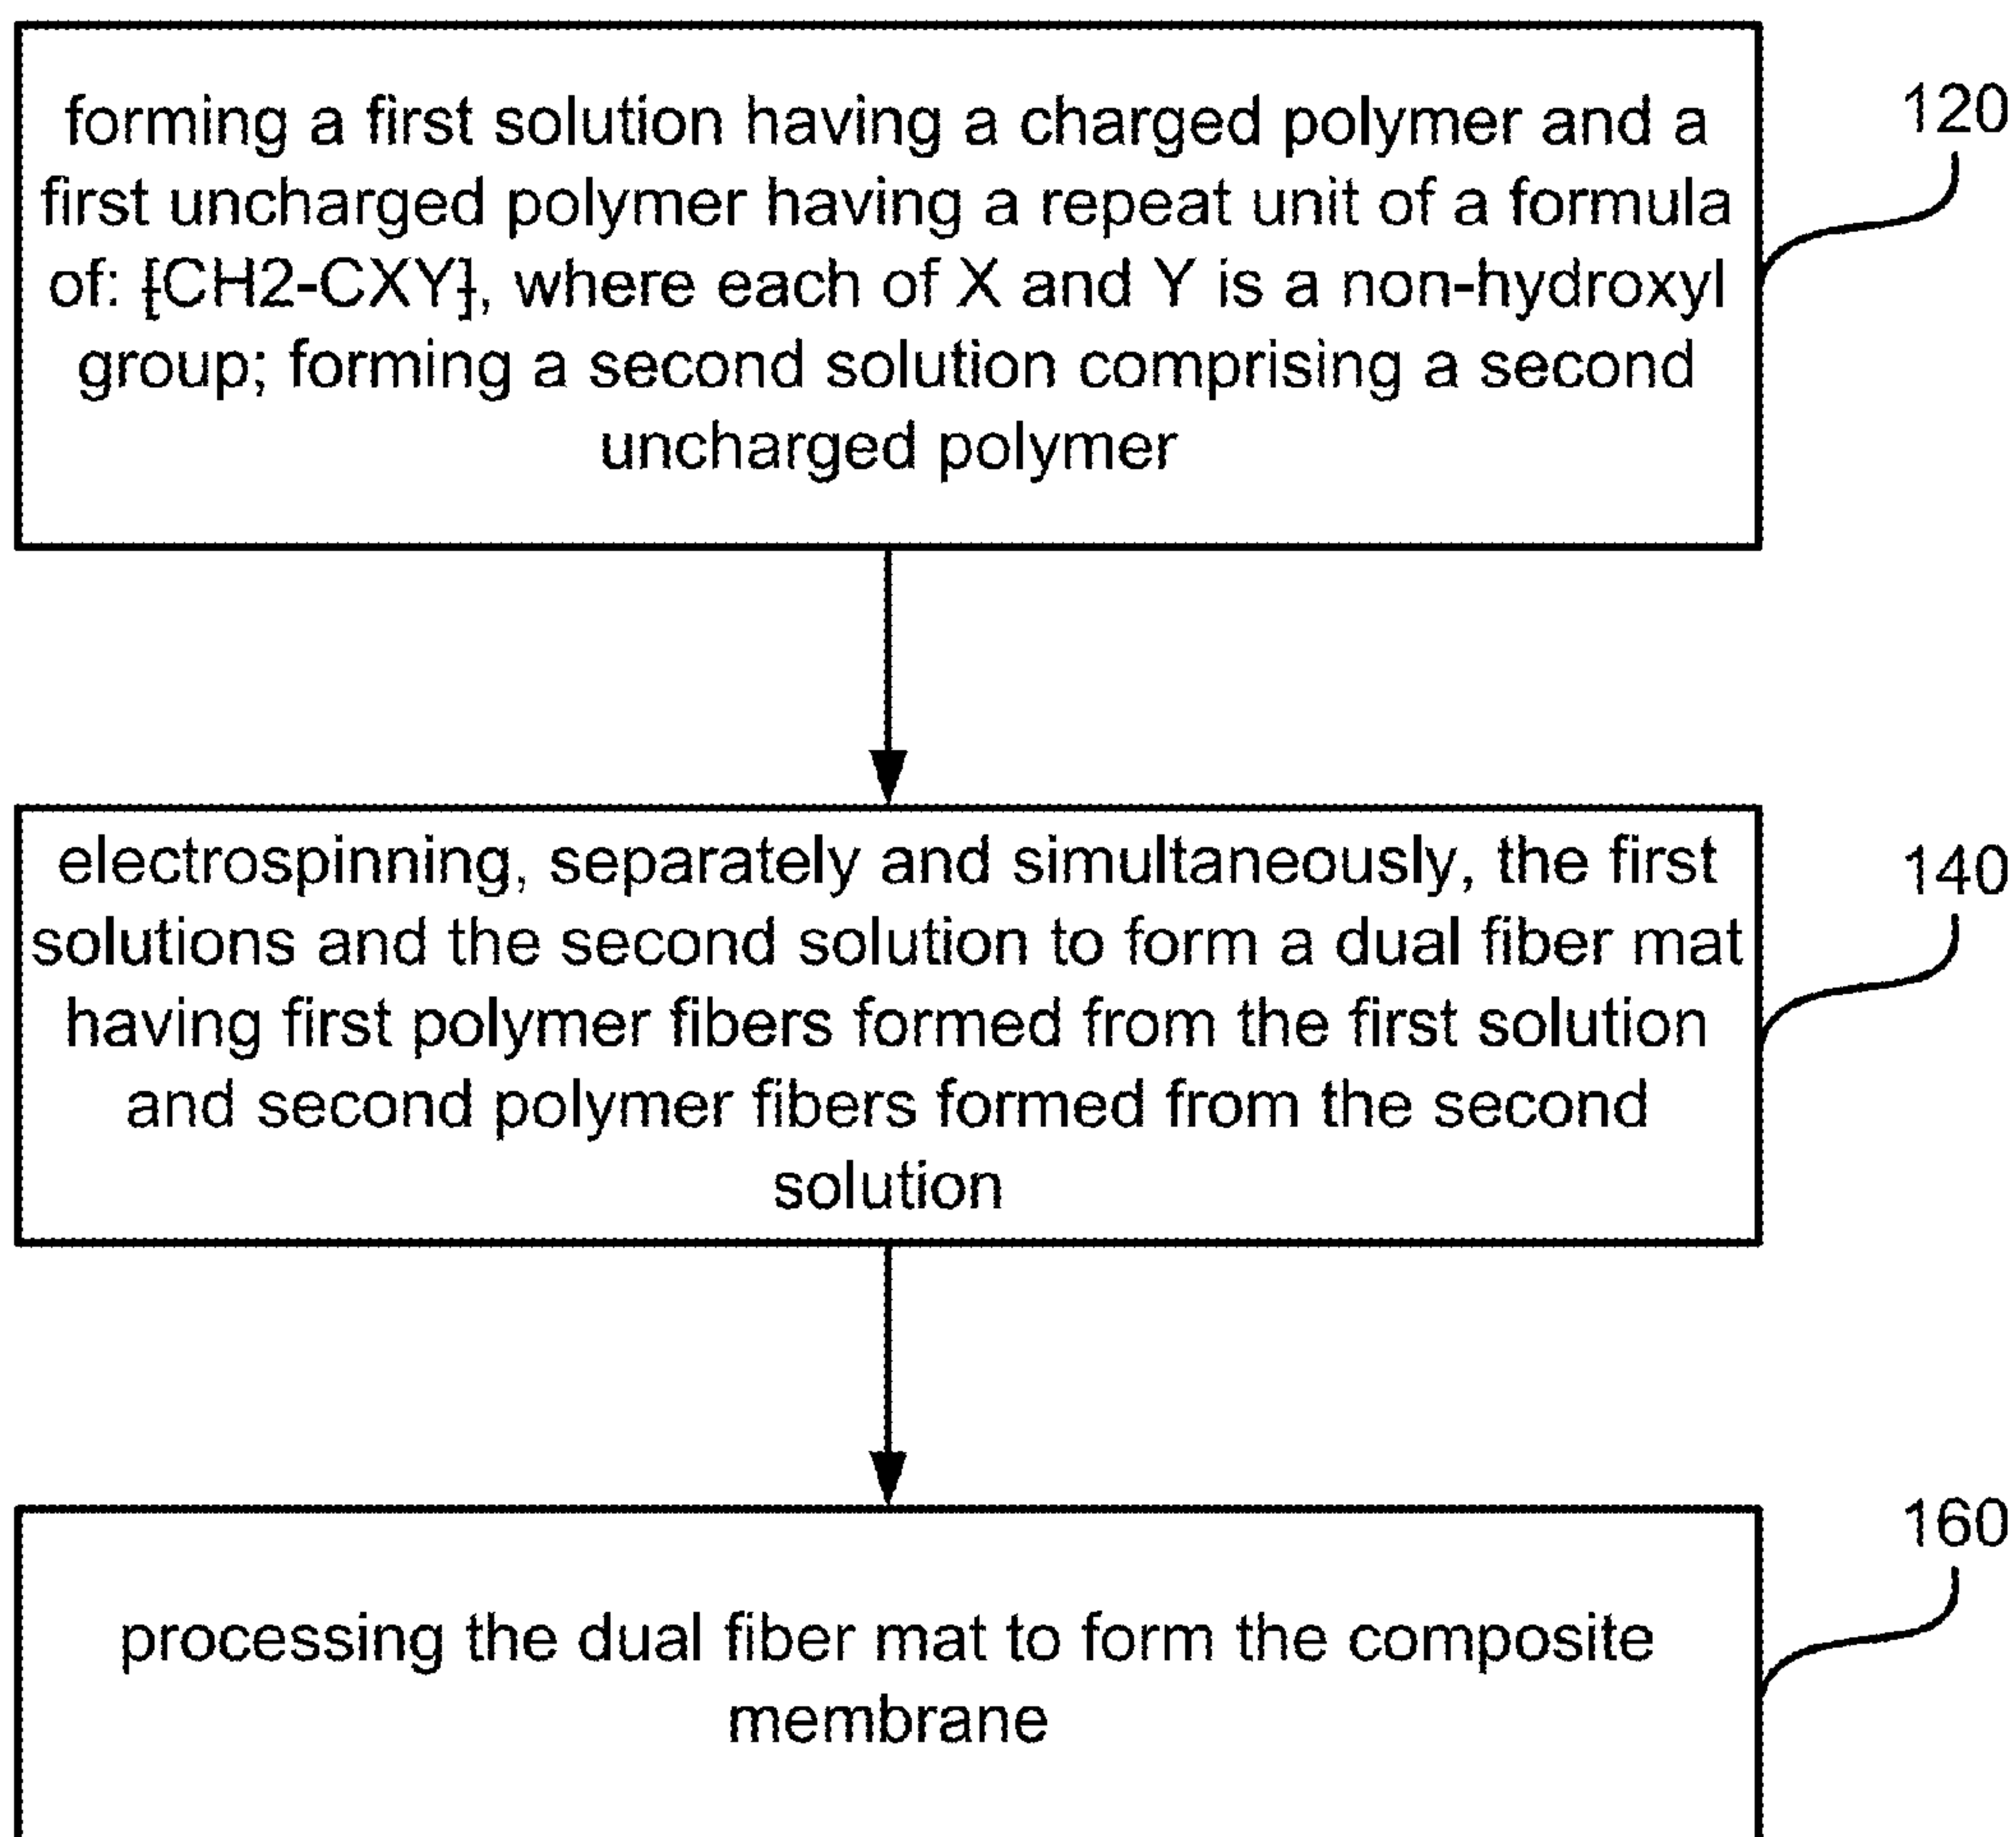 forming a first solution having a charged polymer and a
first uncharged polymer having a repeat unit of a formula
of: [CH2-CXY], where each of X and Y is a non-hydroxyl
group; forming a second solution comprising a second
uncharged polymer
120
electrospinning, separately and simultaneously, the first
solutions and the second solution to form a dual fiber mat
having first polymer fibers formed from the first solution
and second polymer fibers formed from the second
solution
140
processing the dual fiber mat to form the composite
membrane
160